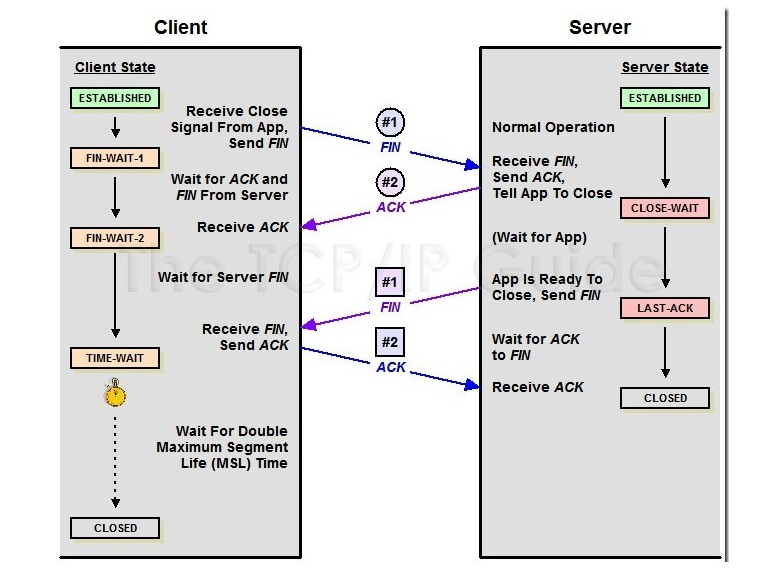 Client
Server
Client State
Server State
ESTABLISHED
ESTABLISHED
Receive Close
Signal From App,
Send FIN
#1
FIN
Normal Operation
FIN-WAIT-1
Receive FIN,
Send ACK,
Tell App To Close
Wait for ACK and
FIN From Server
#2
ACK
CLOSE-WAIT
Receive ACK
FIN-WAIT-2
(Wait for App)
The TCP/IP Guide
Wait for Server FIN
#1
FIN
App Is Ready To
Close, Send FIN
LAST-ACK
Receive FIN,
Send ACK
#2
ACK
Wait for ACK
to FIN
TIME-WAIT
Receive ACK
CLOSED
Wait For Double
Maximum Segment
Life (MSL) Time
CLOSED